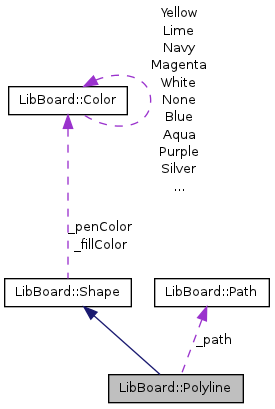 Yellow
Lime
Navy
Magenta
White
None
Blue
Aqua
Purple
Silver
...
LibBoard::Color
_penColor
_fillColor
LibBoard::Shape
LibBoard::Path
_path
LibBoard::Polyline